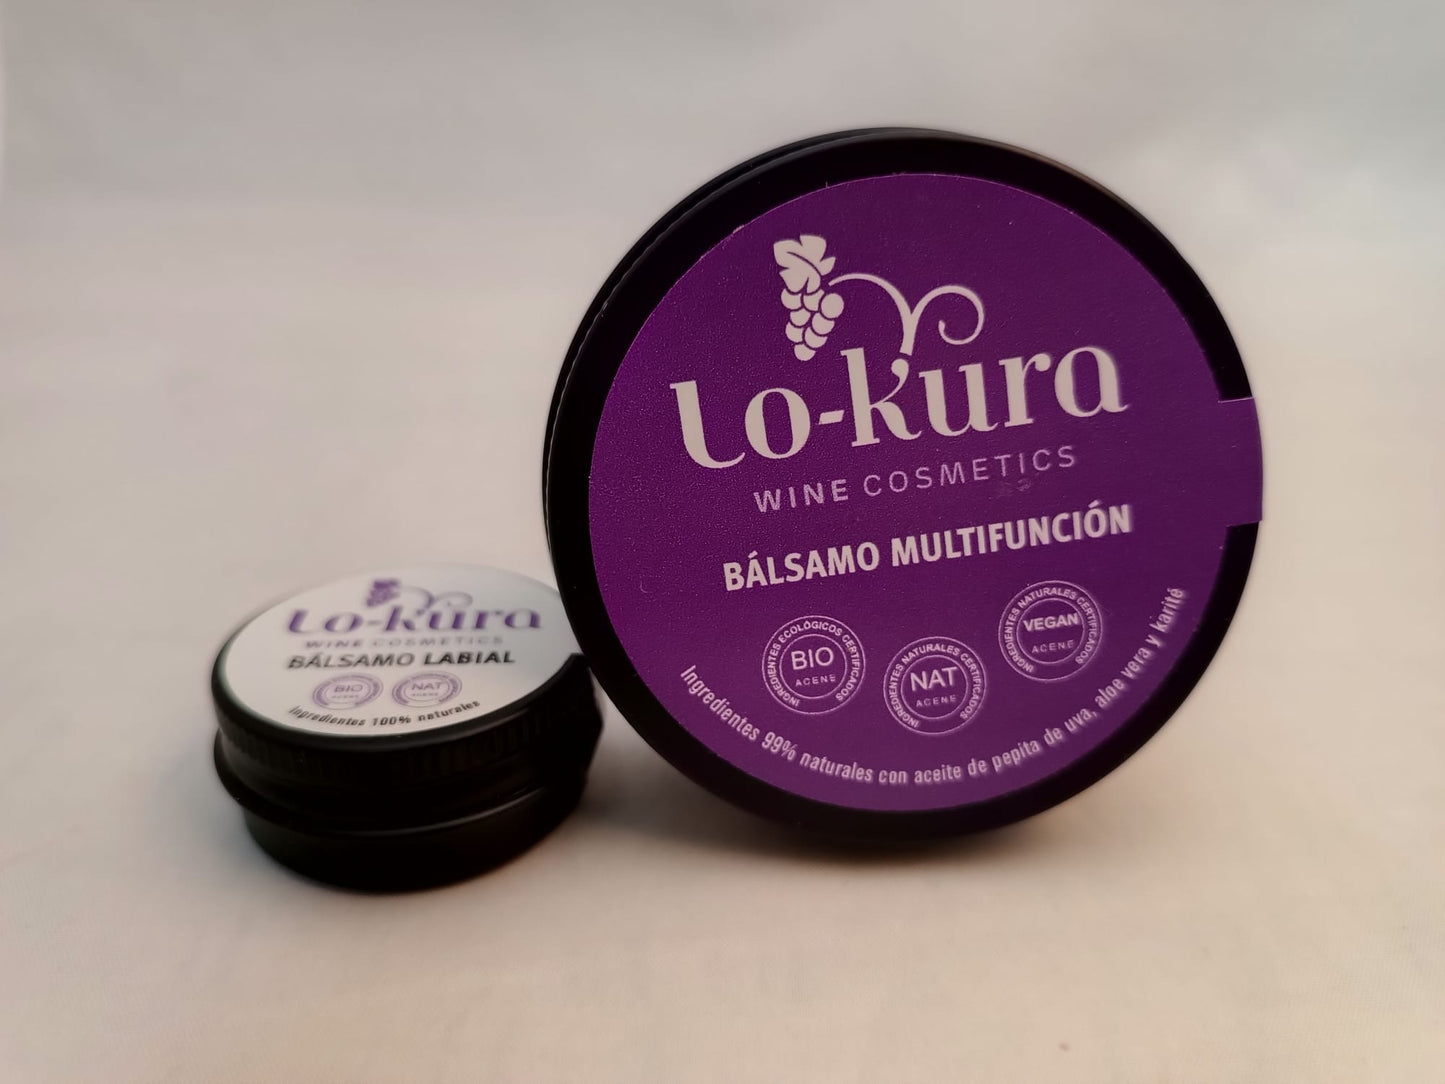 Lo-kura
WINE COSMETICS
BÁLSAMO MULTIFUNCIÓN
INGREDIENTES ECOLÓGICOS CERTIFICADOS
BIO
ACENE
INGREDIENTES NATURALES CERTIFICADOS
NAT
ACENE
INGREDIENTES NATURALES CERTIFICADOS
VEGAN
ACENE
Ingredientes 99% naturales con aceite de pepita de uva, aloe vera y karité
Lo-kura
WINE COSMETICS
BÁLSAMO LABIAL
BIO
ACENE
NAT
ACENE
Ingredientes 100% naturales